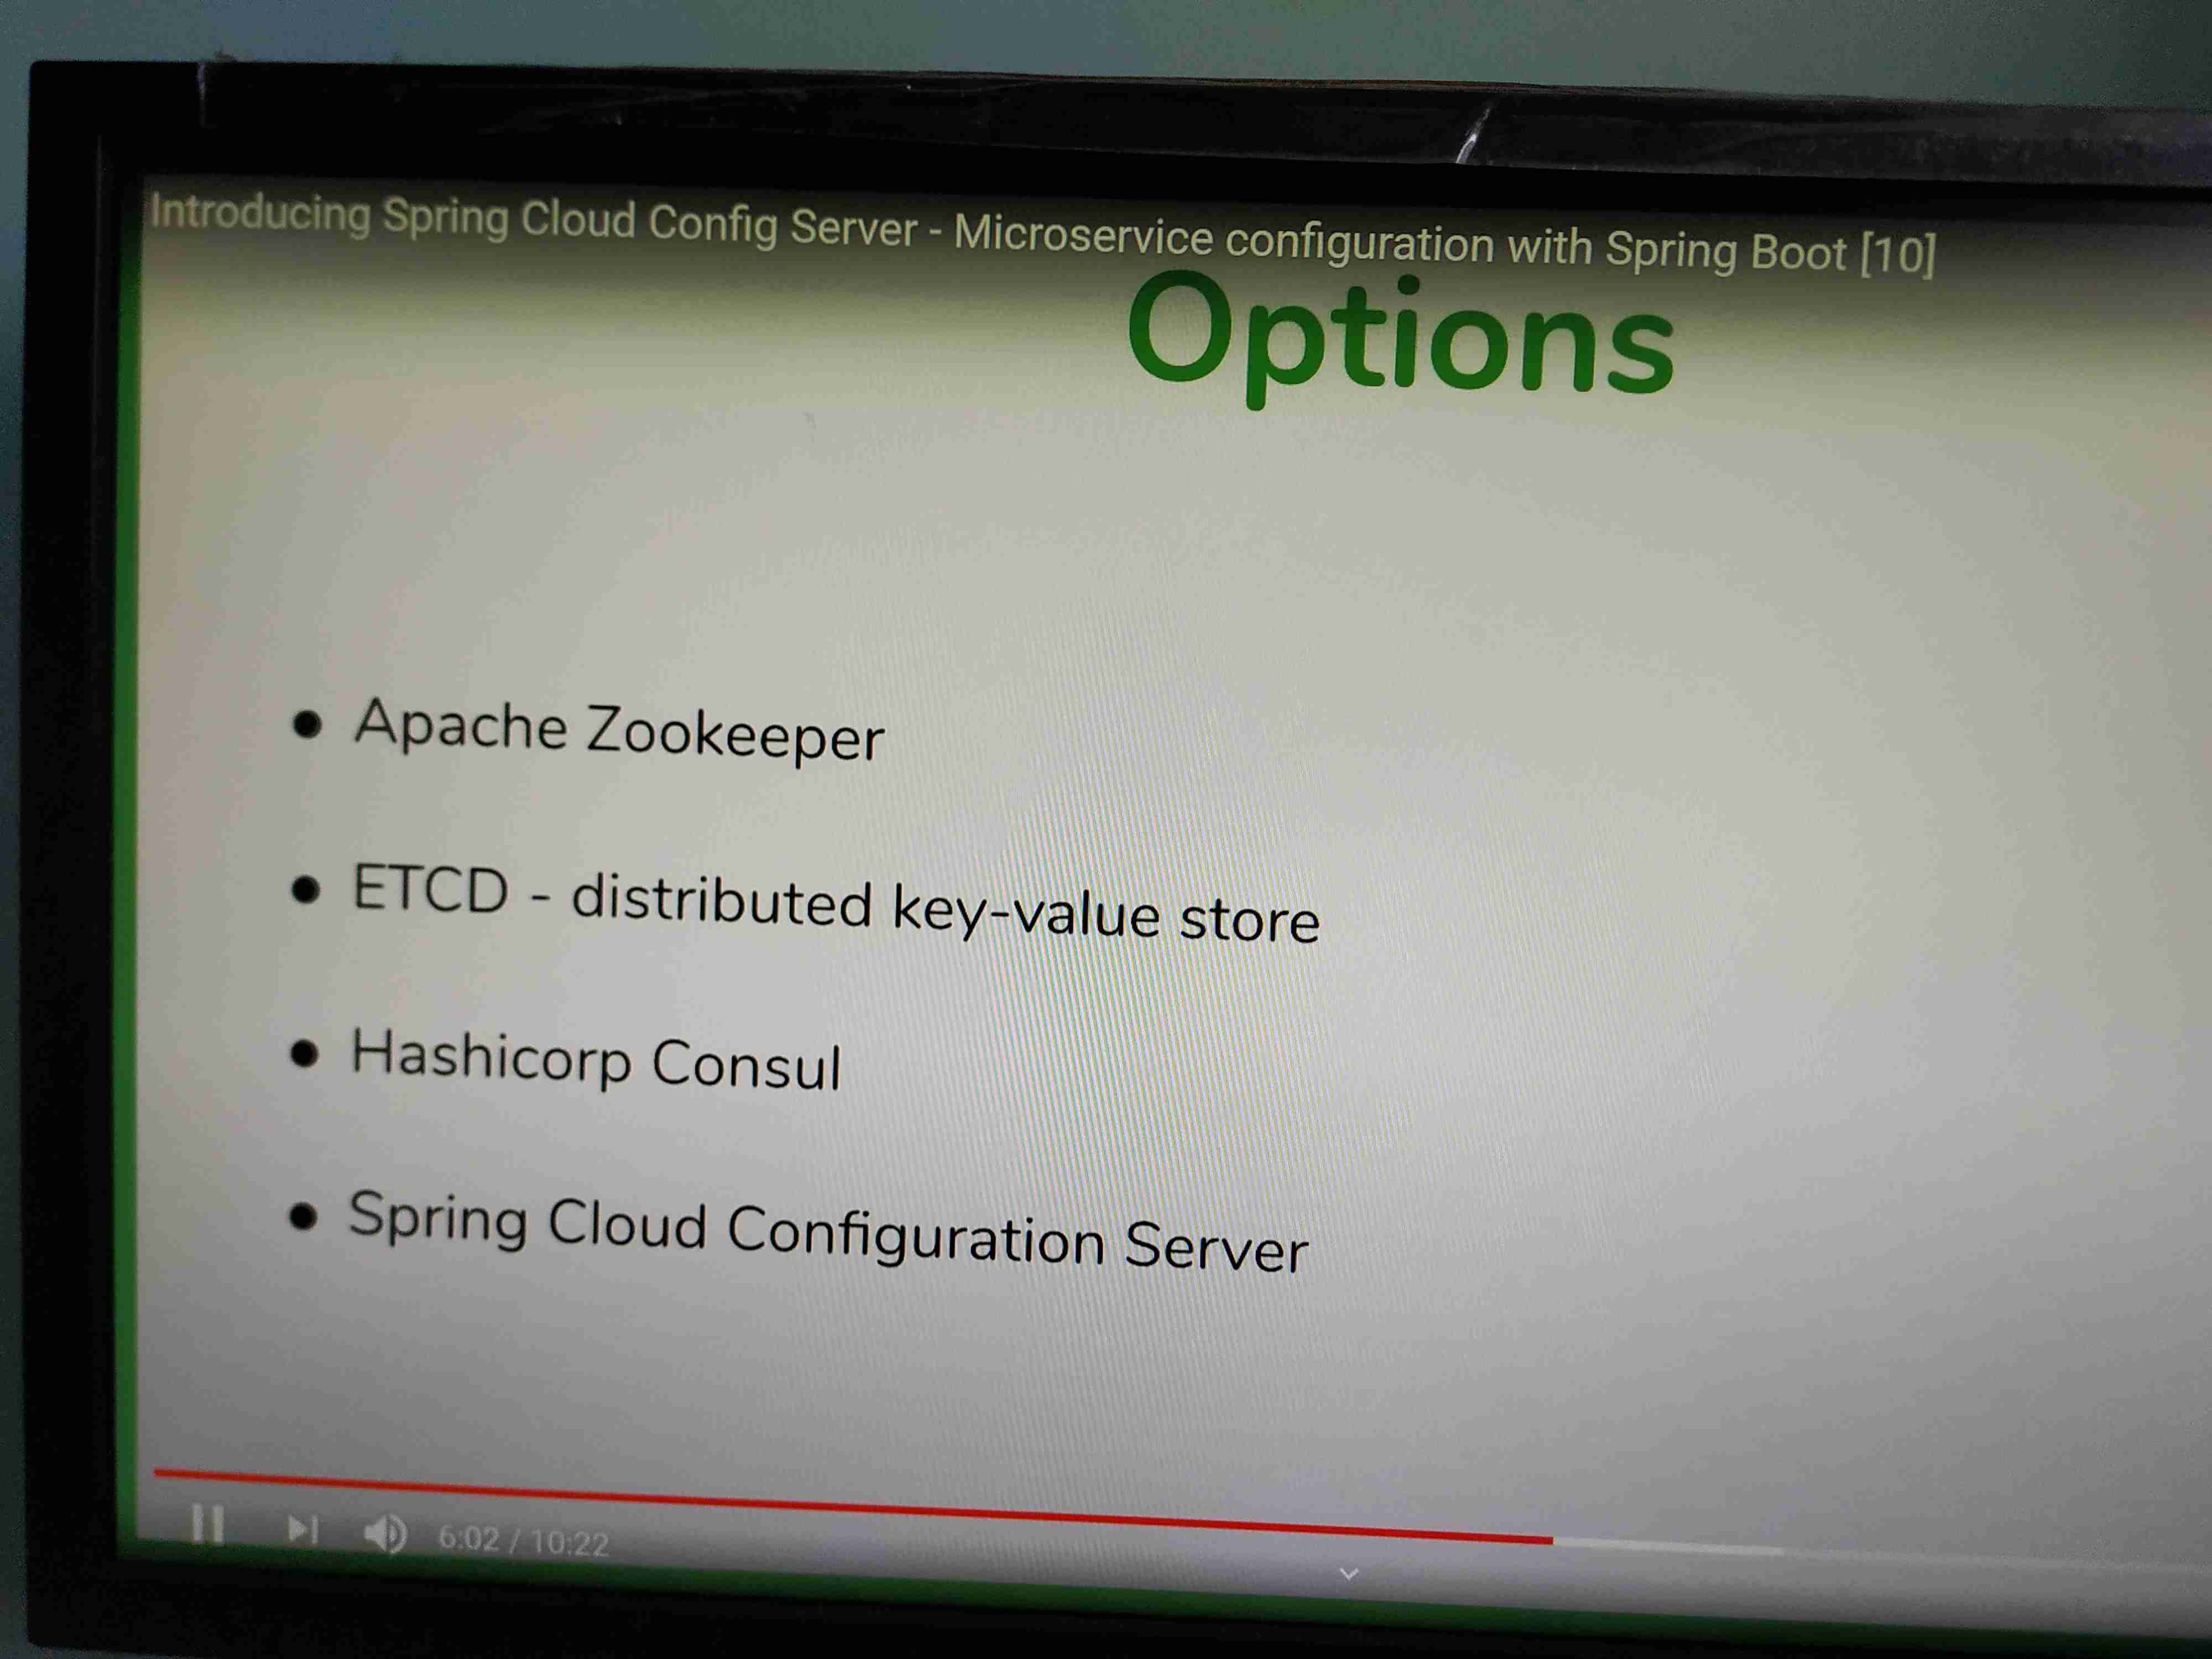 Introducing Spring Cloud Config Server - Microservice configuration with Spring Boot [10]
Options
• Apache Zookeeper
• ETCD - distributed key-value store
• Hashicorp Consul
• Spring Cloud Configuration Server
6:02 / 10:22